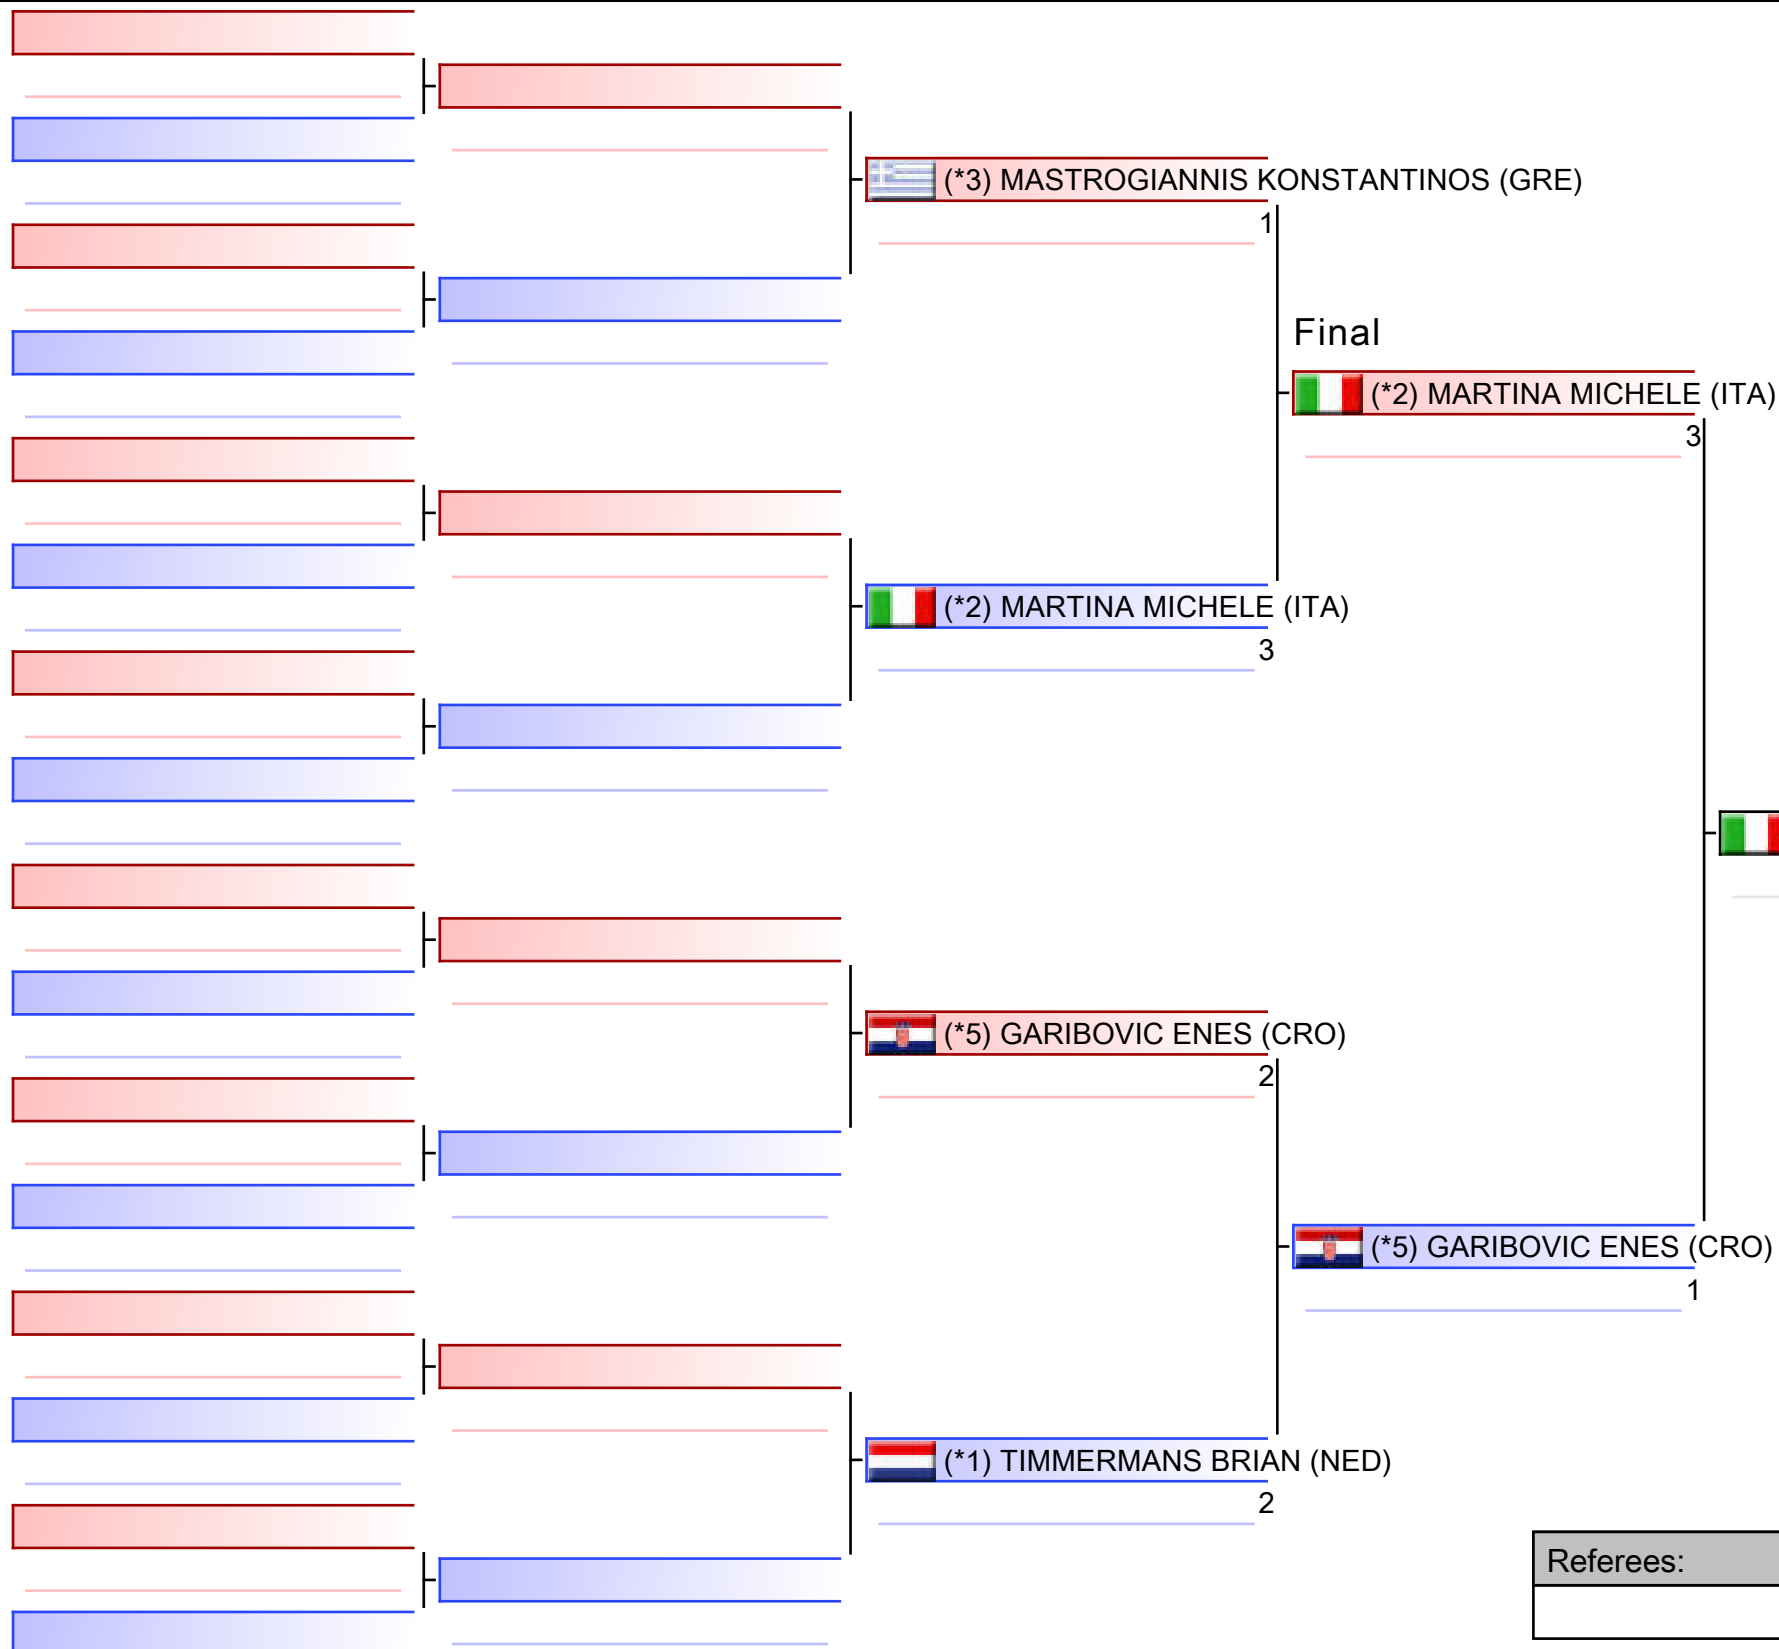 (*3) MASTROGIANNIS KONSTANTINOS (GRE)
1
Final
(*2) MARTINA MICHELE (ITA)
3
(*2) MARTINA MICHELE (ITA)
3
(*5) GARIBOVIC ENES (CRO)
2
(*5) GARIBOVIC ENES (CRO)
1
(*1) TIMMERMANS BRIAN (NED)
2
Referees: